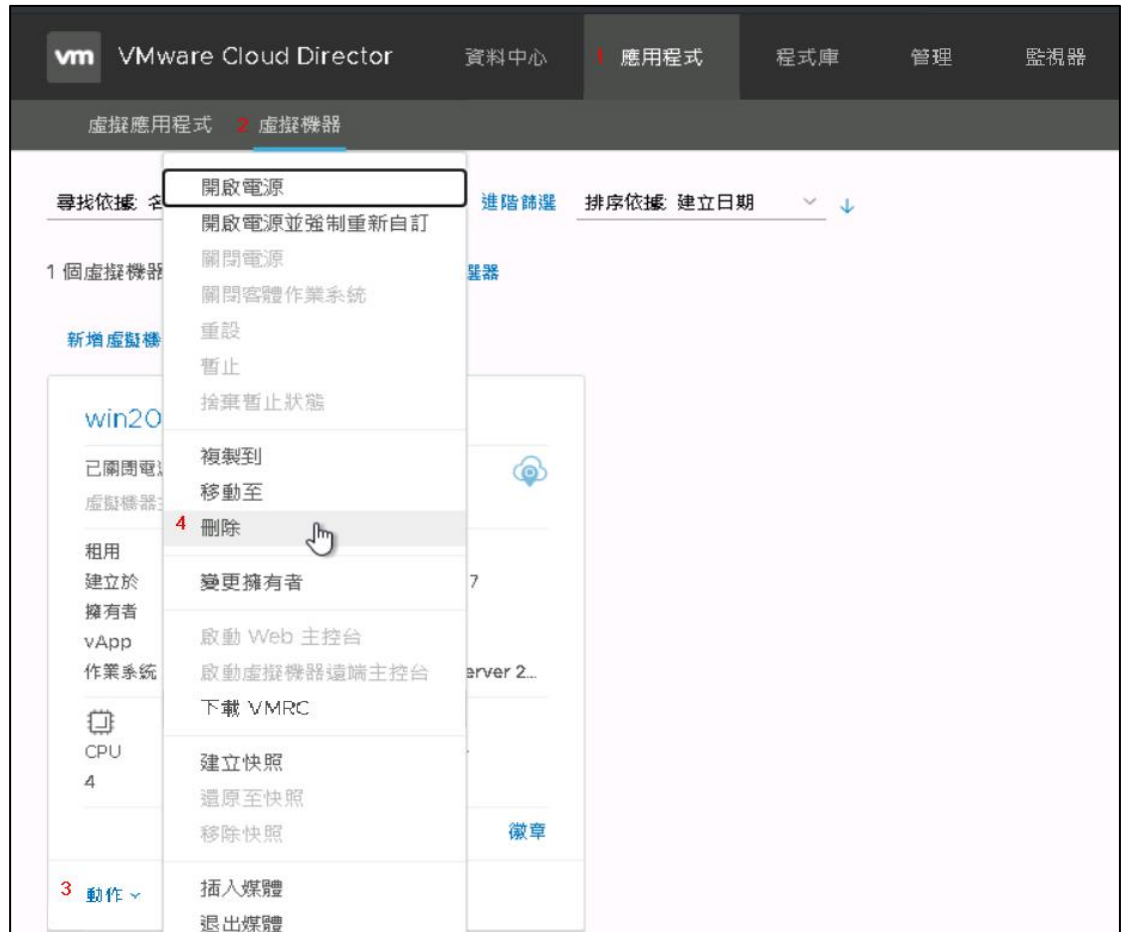 vm VMware Cloud Director 資料中心 1 應用程式 程式庫 管理 監視器
虛擬應用程式 2 虛擬機器
尋找依據: 名
進階篩選 排序依據: 建立日期
1 個虛擬機器
選器
新增虛擬機
win20
已關閉電源
虛擬機器主
租用
建立於 7
擁有者
vApp
作業系統 erver 2...
CPU
4
徽章
3 動作
開啟電源
開啟電源並強制重新自訂
關閉電源
關閉客體作業系統
重設
暫止
捨棄暫止狀態
複製到
移動至
4 刪除
變更擁有者
啟動 Web 主控台
啟動虛擬機器遠端主控台
下載 VMRC
建立快照
還原至快照
移除快照
插入媒體
退出媒體